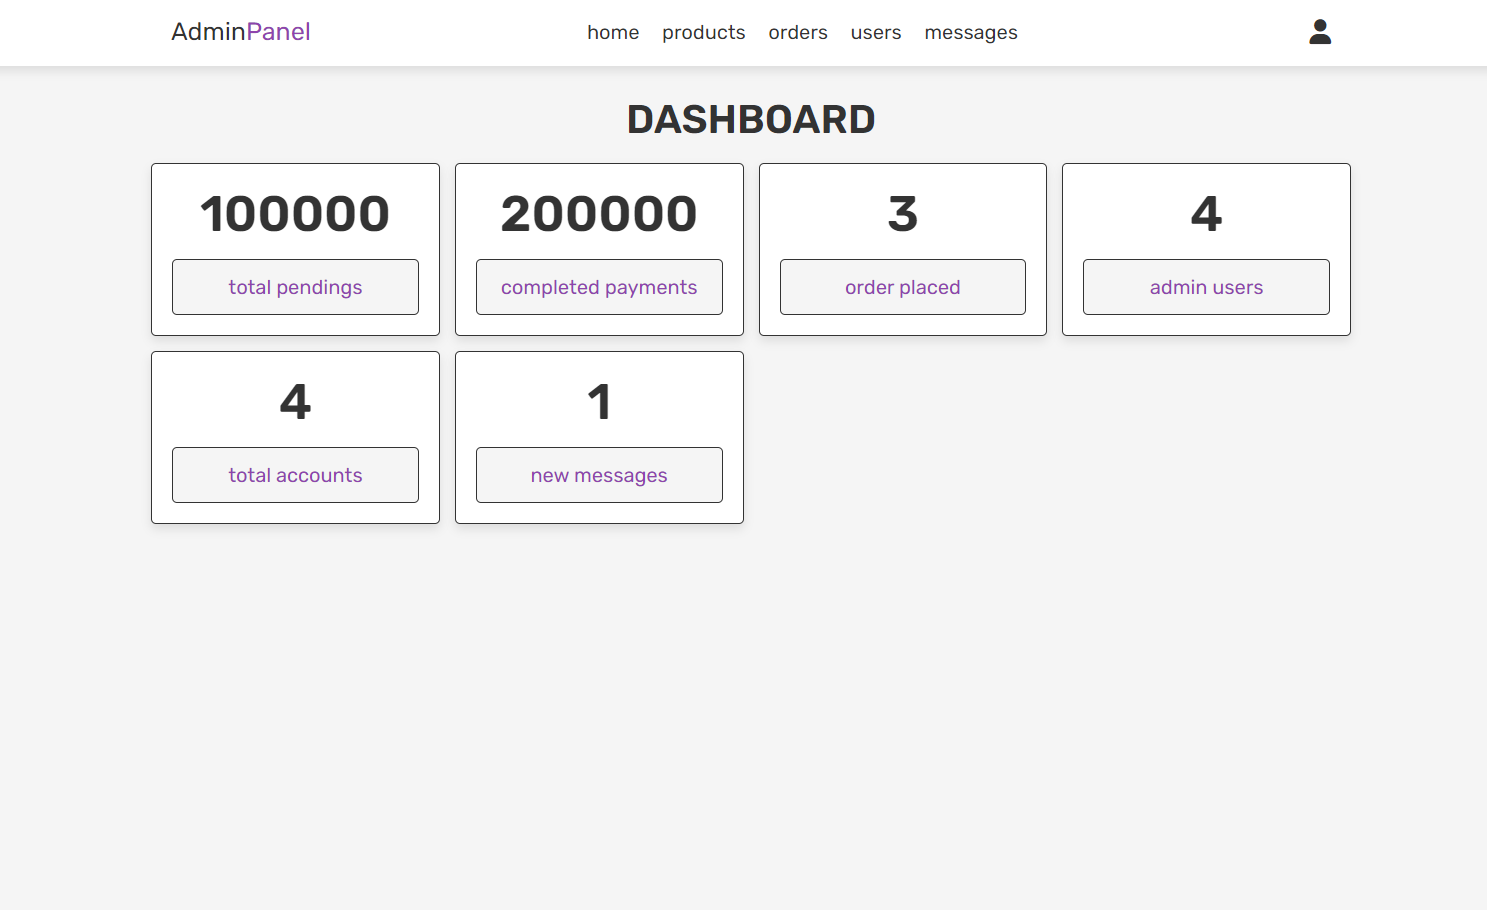 AdminPanel home products orders users messages
DASHBOARD
100000 200000 3 4
total pendings completed payments order placed admin users
4 1
total accounts new messages